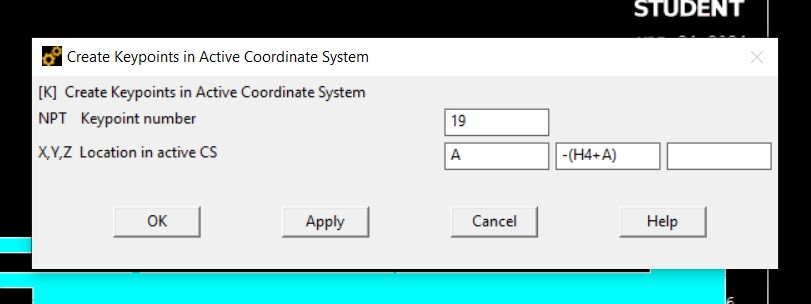 STUDENT
Create Keypoints in Active Coordinate System
[K] Create Keypoints in Active Coordinate System
NPT Keypoint number 19
X,Y,Z Location in active CS A -(H4+A)
OK Apply Cancel Help
6